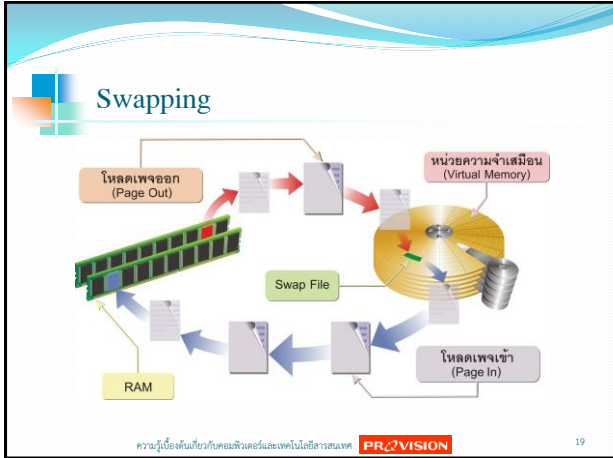 Swapping
โหลดเพจออก
(Page Out)
หน่วยความจำเสมือน
(Virtual Memory)
Swap File
RAM
โหลดเพจเข้า
(Page In)
ความรู้เบื้องต้นเกี่ยวกับคอมพิวเตอร์และเทคโนโลยีสารสนเทศ
PROVISION
19